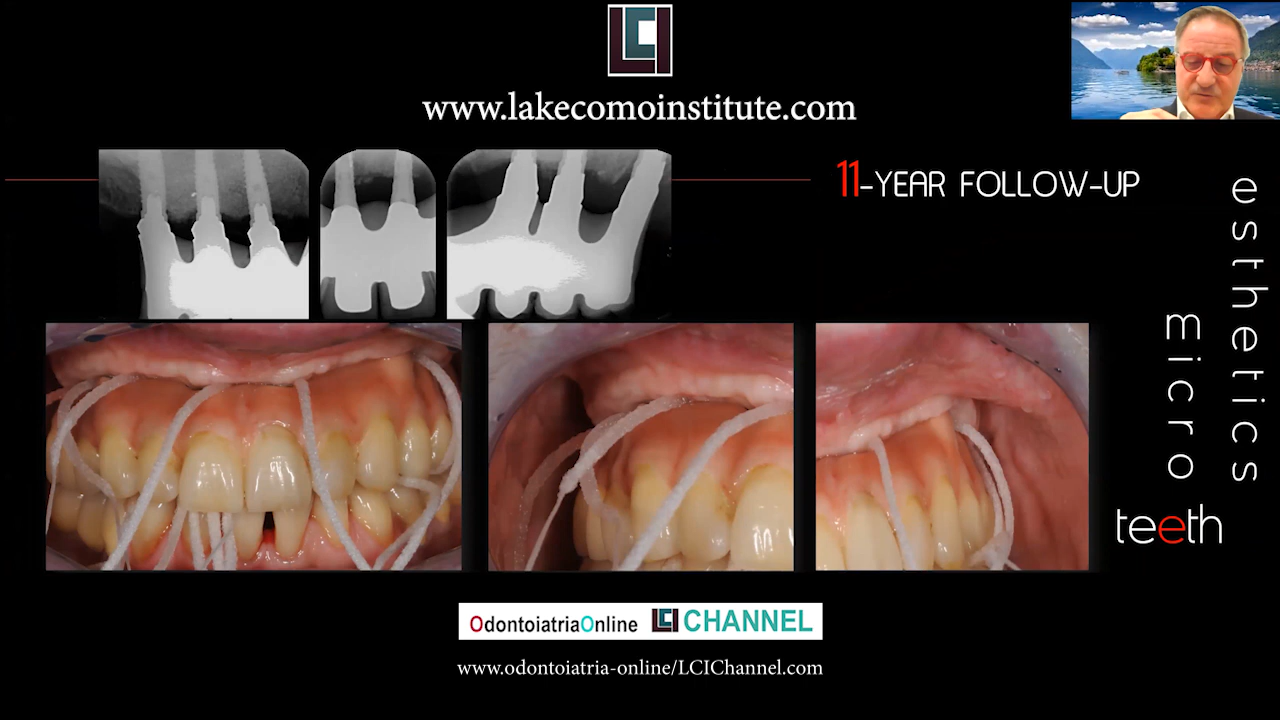 LCI
www.lakecomoinstitute.com
11-YEAR FOLLOW-UP
esthetics
micro
teeth
OdontoiatriaOnline LCI CHANNEL
www.odontoiatria-online/LCIChannel.com